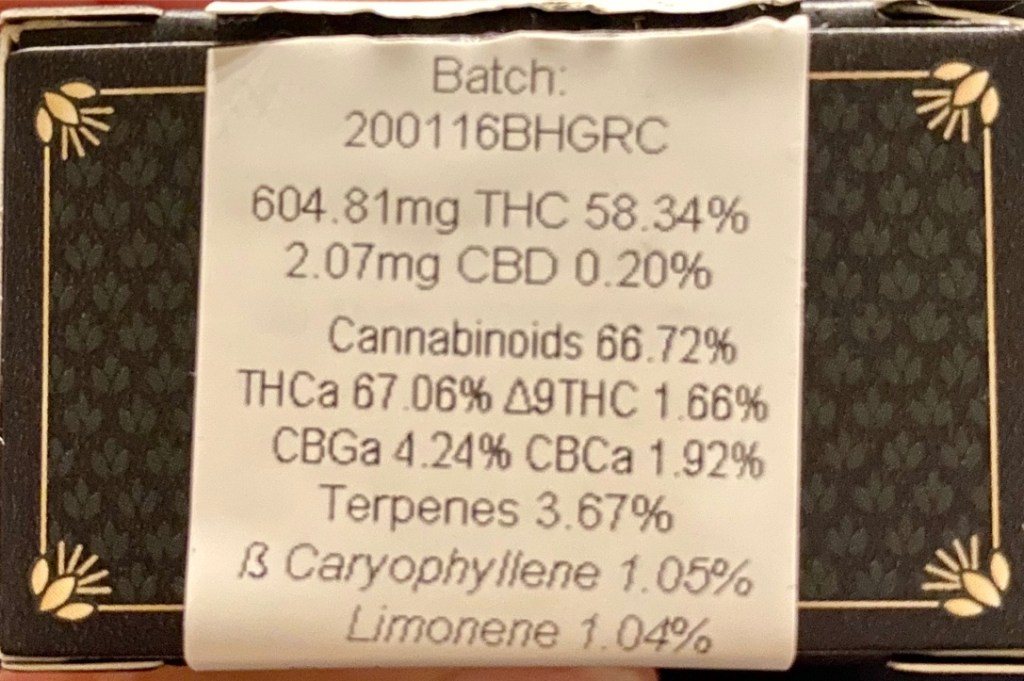 Batch:
200116BHGRC
604.81mg THC 58.34%
2.07mg CBD 0.20%
Cannabinoids 66.72%
THCa 67.06% Δ9THC 1.66%
CBGa 4.24% CBCa 1.92%
Terpenes 3.67%
ß Caryophyllene 1.05%
Limonene 1.04%